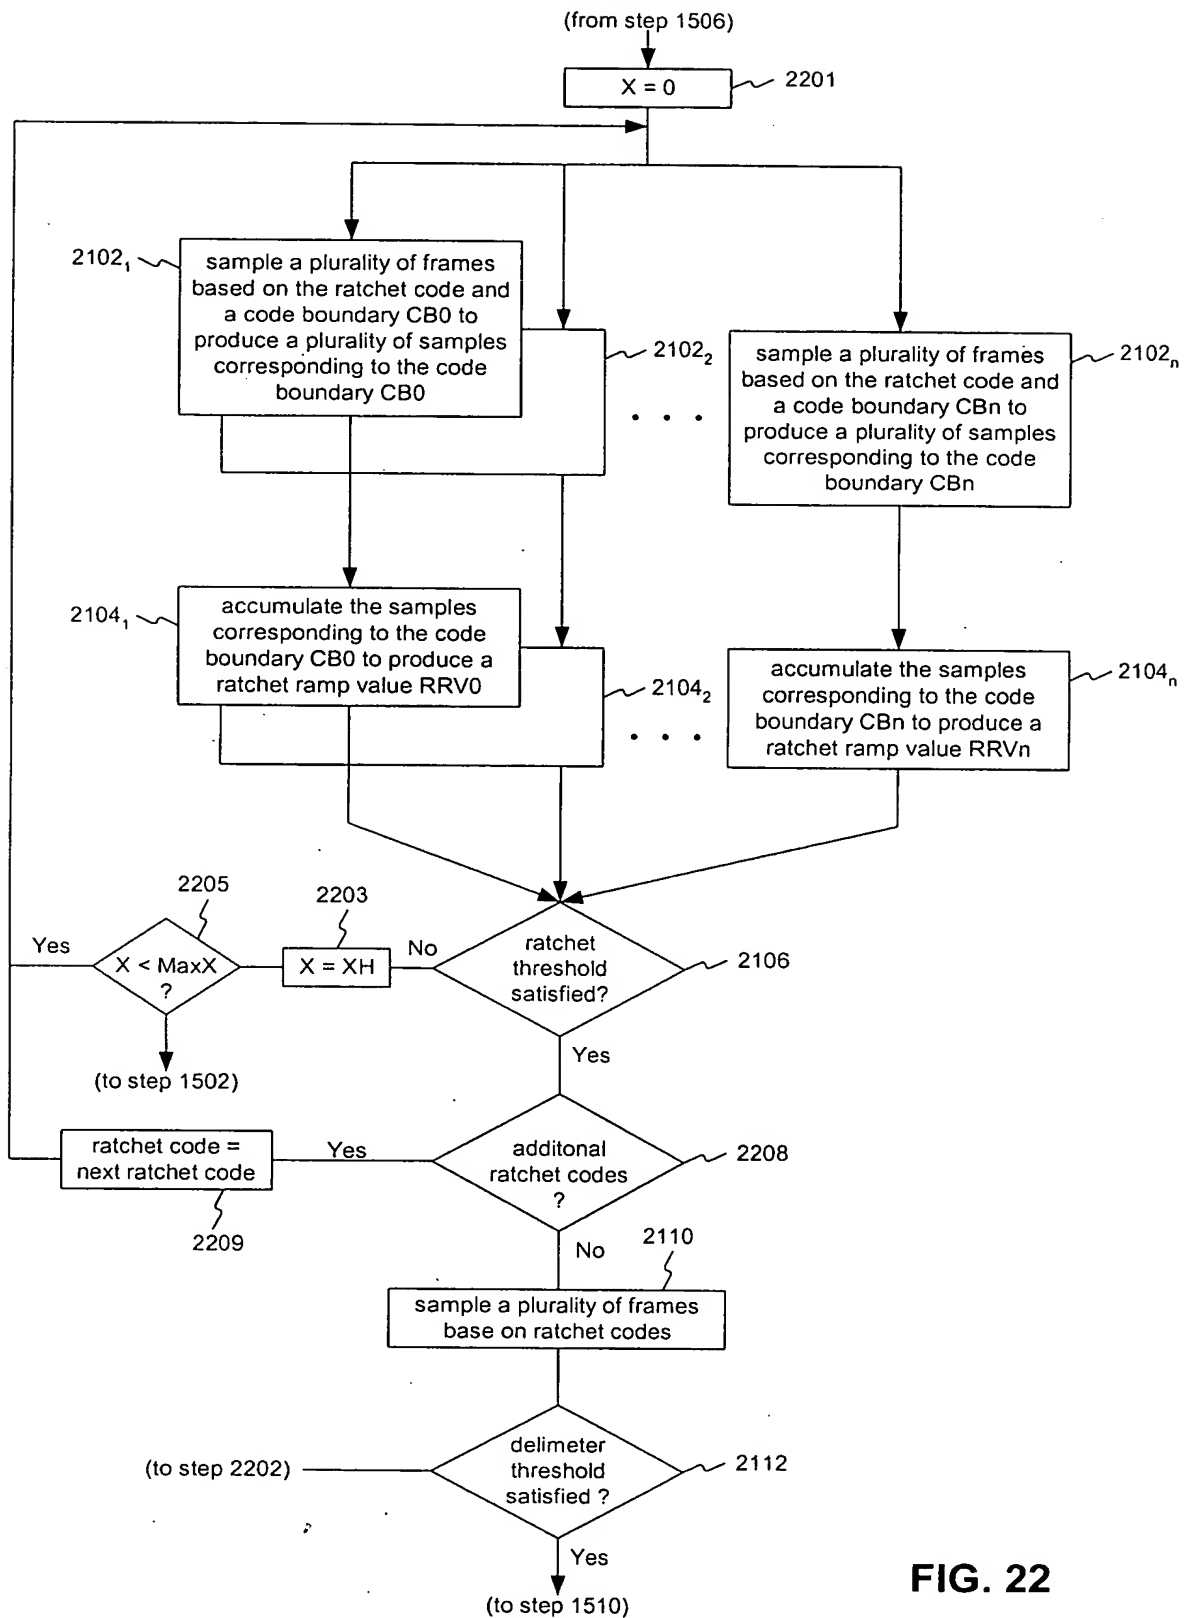 (from step 1506)
X = 0
2201
2102₁
sample a plurality of frames
based on the ratchet code and
a code boundary CB0 to
produce a plurality of samples
corresponding to the code
boundary CB0
2102₂
sample a plurality of frames
based on the ratchet code and
a code boundary CBn to
produce a plurality of samples
corresponding to the code
boundary CBn
2102ₙ
2104₁
accumulate the samples
corresponding to the code
boundary CB0 to produce a
ratchet ramp value RRV0
2104₂
accumulate the samples
corresponding to the code
boundary CBn to produce a
ratchet ramp value RRVn
2104ₙ
2205
2203
Yes
X < MaxX
?
X = XH
No
ratchet
threshold
satisfied?
2106
(to step 1502)
Yes
ratchet code =
next ratchet code
Yes
additonal
ratchet codes
?
2208
2209
No
2110
sample a plurality of frames
base on ratchet codes
(to step 2202)
delimeter
threshold
satisfied ?
2112
Yes
(to step 1510)
FIG. 22